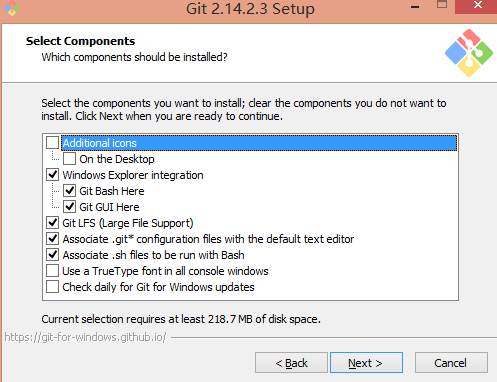 Git 2.14.2.3 Setup
Select Components
Which components should be installed?
Select the components you want to install; clear the components you do not want to
install. Click Next when you are ready to continue.
Additional icons
On the Desktop
Windows Explorer integration
Git Bash Here
Git GUI Here
Git LFS (Large File Support)
Associate .git* configuration files with the default text editor
Associate .sh files to be run with Bash
Use a TrueType font in all console windows
Check daily for Git for Windows updates
Current selection requires at least 218.7 MB of disk space.
https://git-for-windows.github.io/
< Back
Next >
Cancel